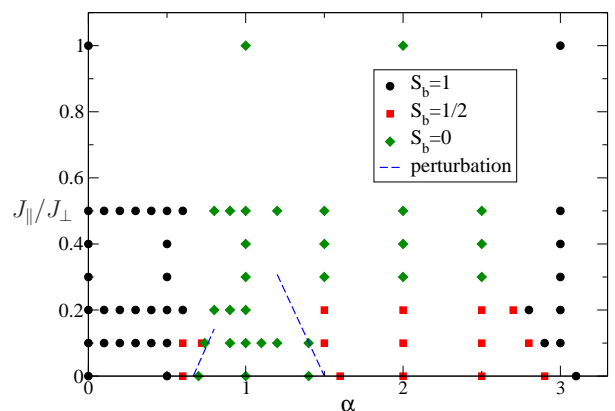 1
0.8
0.6
J∥/J⊥
0.4
0.2
0
S_b=1
S_b=1/2
S_b=0
perturbation
0 1 2 3
α